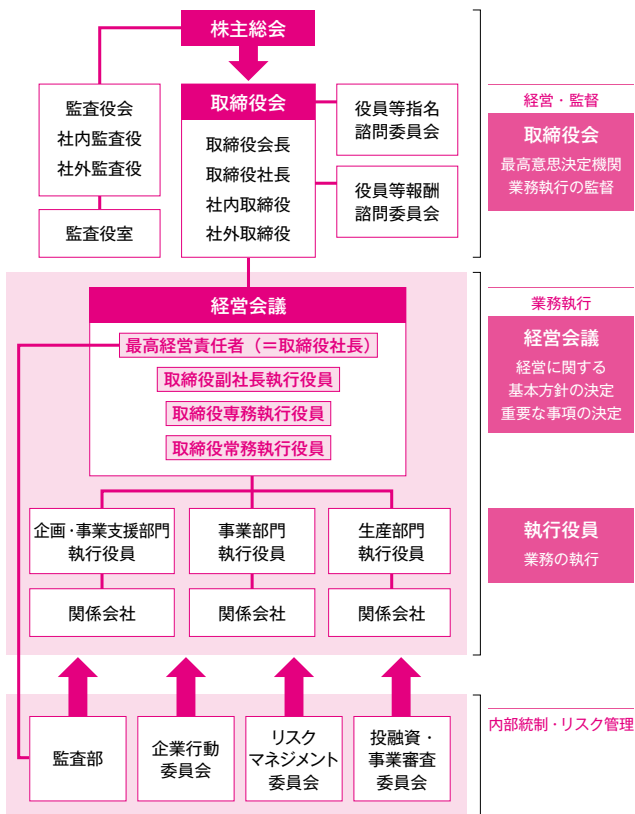 株主総会
監査役会
社内監査役
社外監査役
監査役室
取締役会
取締役会長
取締役社長
社内取締役
社外取締役
役員等指名
諮問委員会
役員等報酬
諮問委員会
経営・監督
取締役会
最高意思決定機関
業務執行の監督
経営会議
最高経営責任者（＝取締役社長）
取締役副社長執行役員
取締役専務執行役員
取締役常務執行役員
業務執行
経営会議
経営に関する
基本方針の決定
重要な事項の決定
企画・事業支援部門
執行役員
事業部門
執行役員
生産部門
執行役員
執行役員
業務の執行
関係会社
関係会社
関係会社
監査部
企業行動
委員会
リスク
マネジメント
委員会
投融資・
事業審査
委員会
内部統制・リスク管理